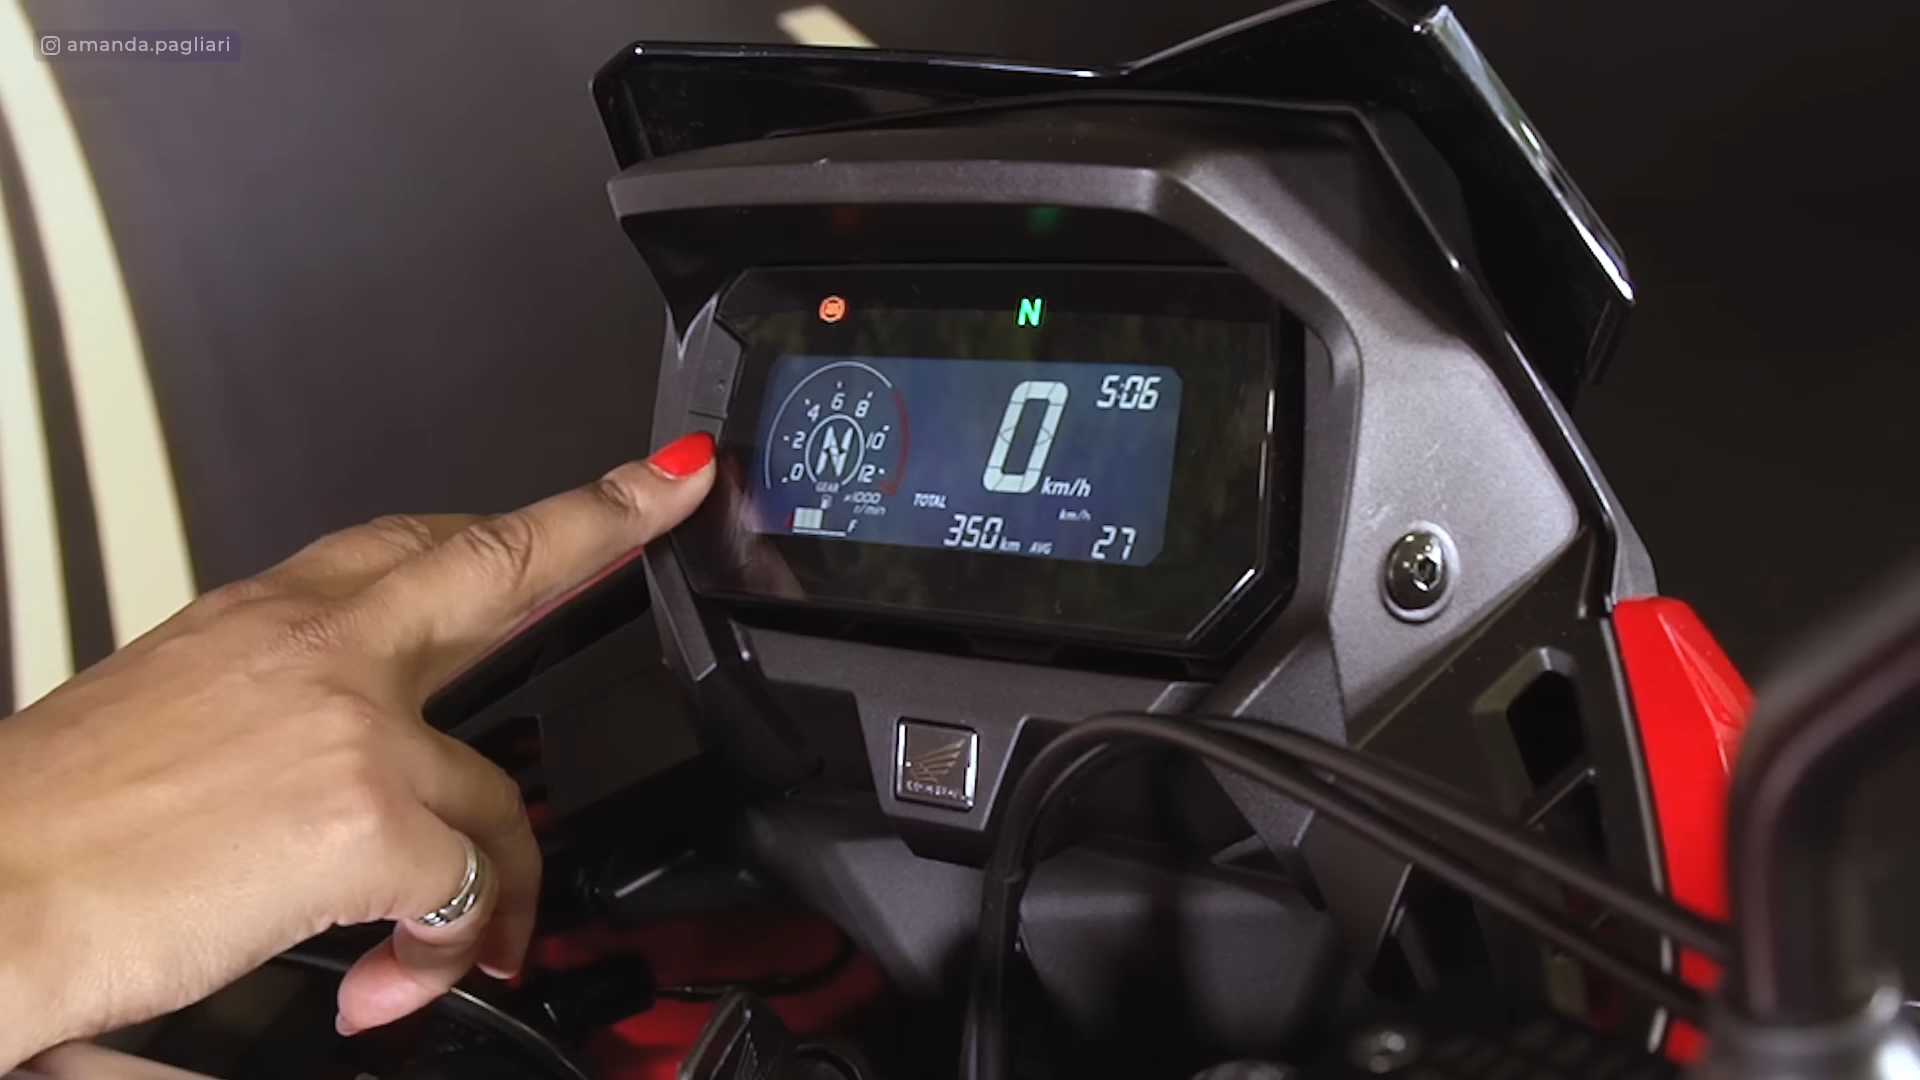 amanda.pagliari
N
5:06
0 km/h
0 2 4 6 8 10 12
N
GEAR
x1000
r/min
F
TOTAL
350 km
AVG
km/h
27